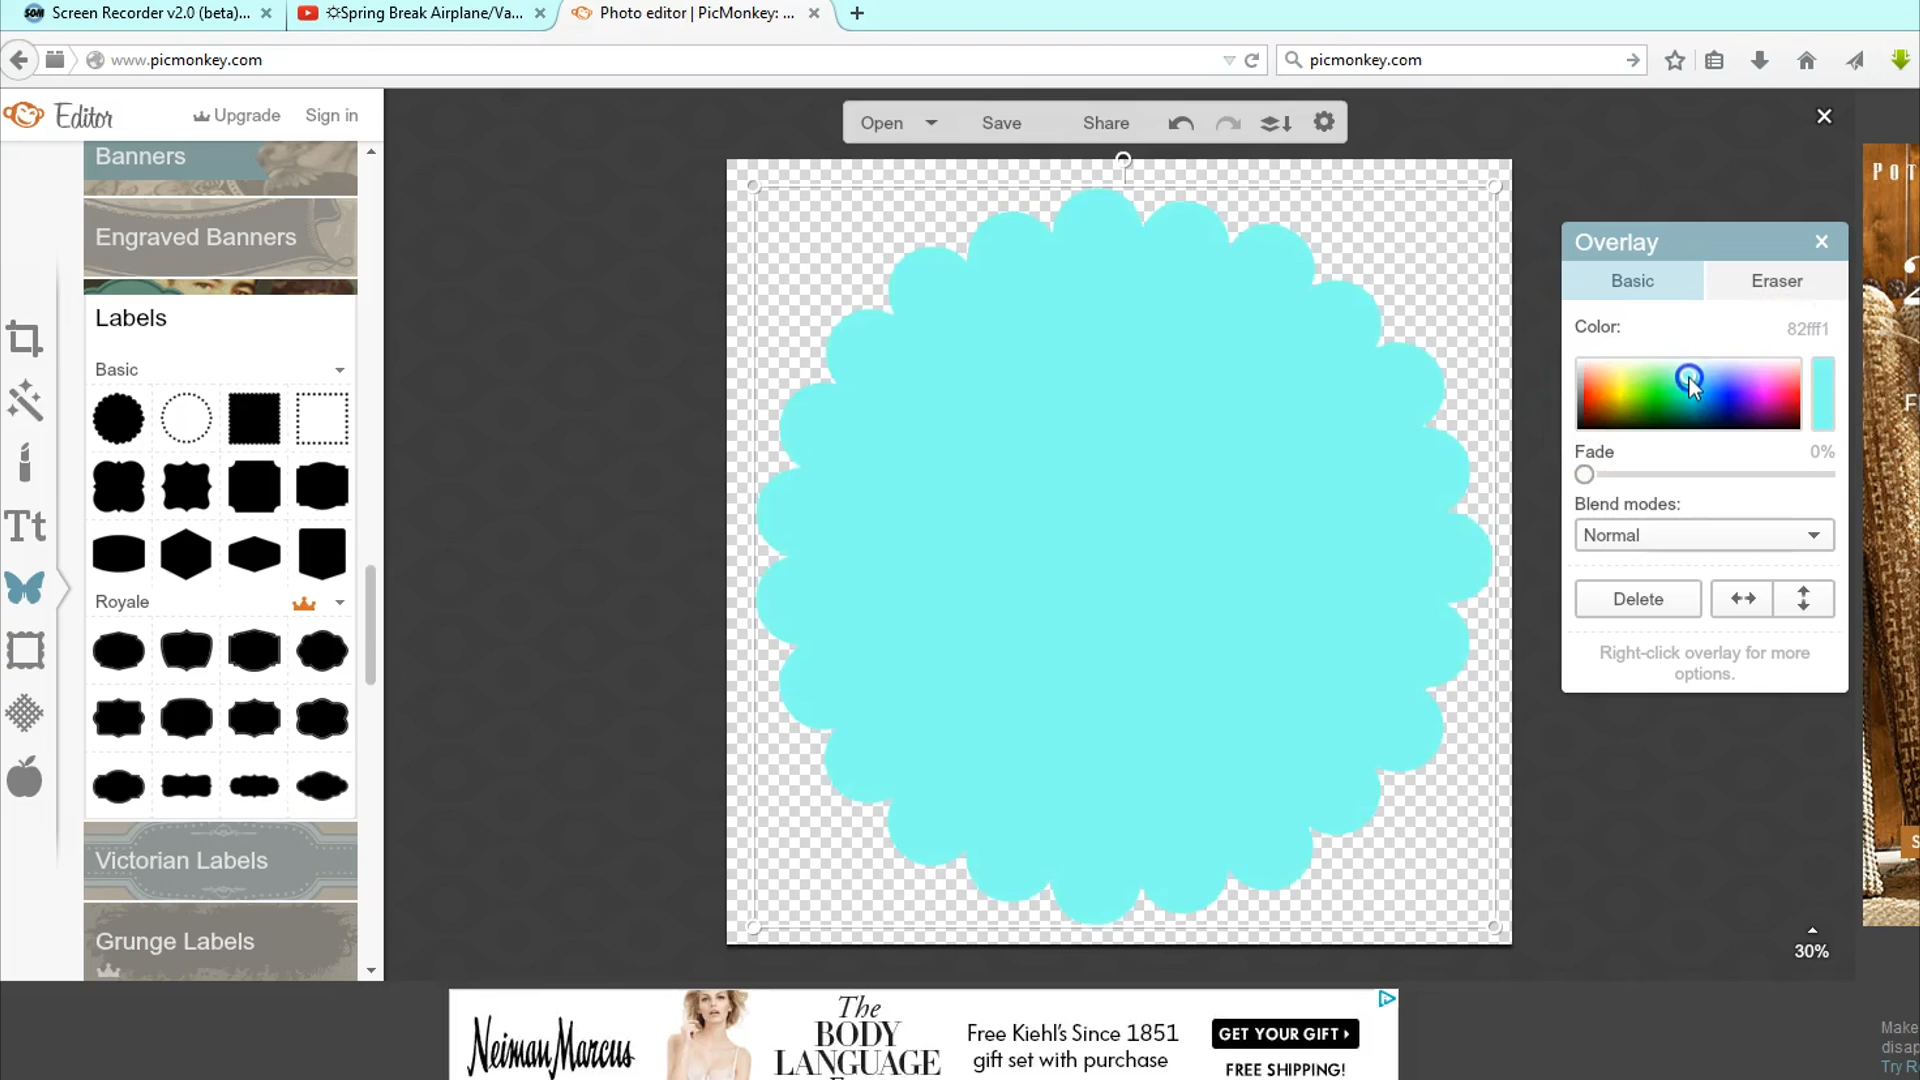 Screen Recorder v2.0 (beta)...
☼Spring Break Airplane/Va...
Photo editor | PicMonkey: ...
www.picmonkey.com
picmonkey.com
Editor
Upgrade
Sign in
Open
Save
Share
Banners
Engraved Banners
Labels
Basic
Royale
Victorian Labels
Grunge Labels
Overlay
Basic
Eraser
Color:
82fff1
Fade
0%
Blend modes:
Normal
Delete
Right-click overlay for more
options.
30%
Neiman Marcus
The
BODY
LANGUAGE
Free Kiehl's Since 1851
gift set with purchase
GET YOUR GIFT
FREE SHIPPING!
Make
Try